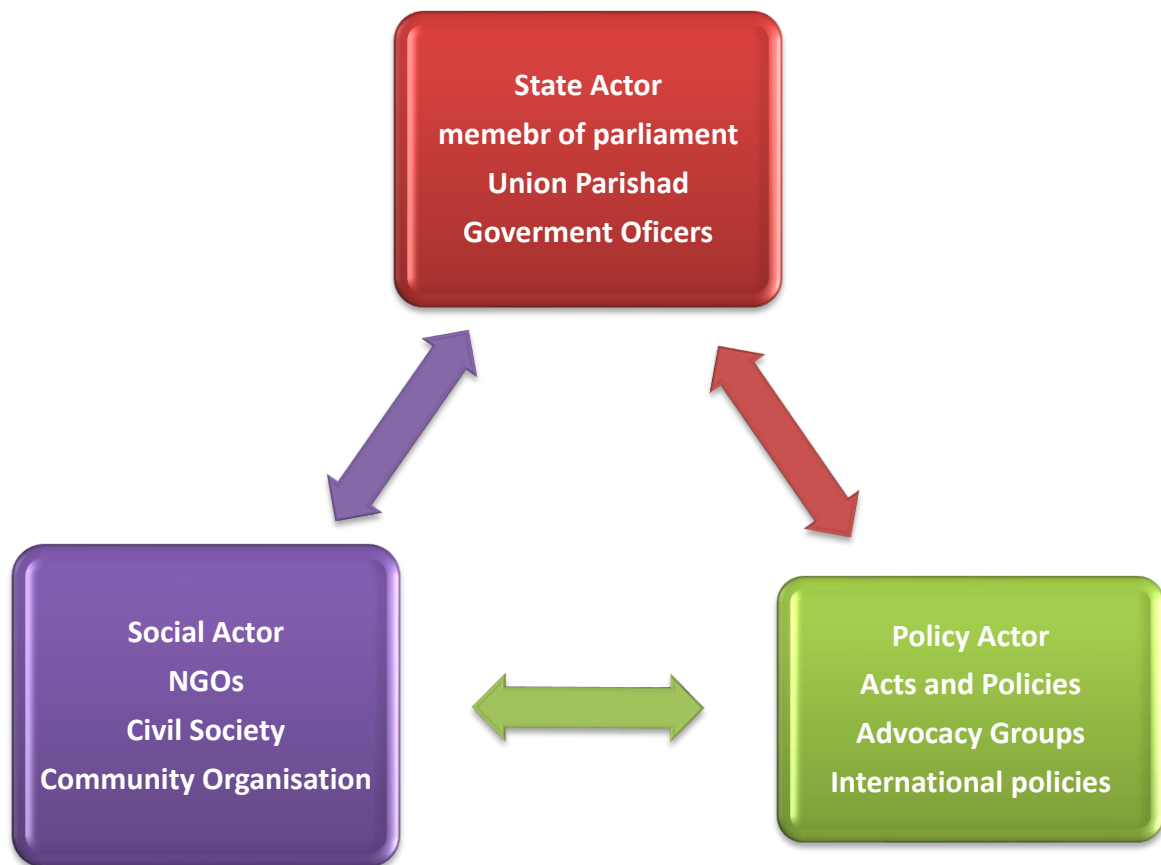 State Actor
memebr of parliament
Union Parishad
Goverment Oficers
Social Actor
NGOs
Civil Society
Community Organisation
Policy Actor
Acts and Policies
Advocacy Groups
International policies